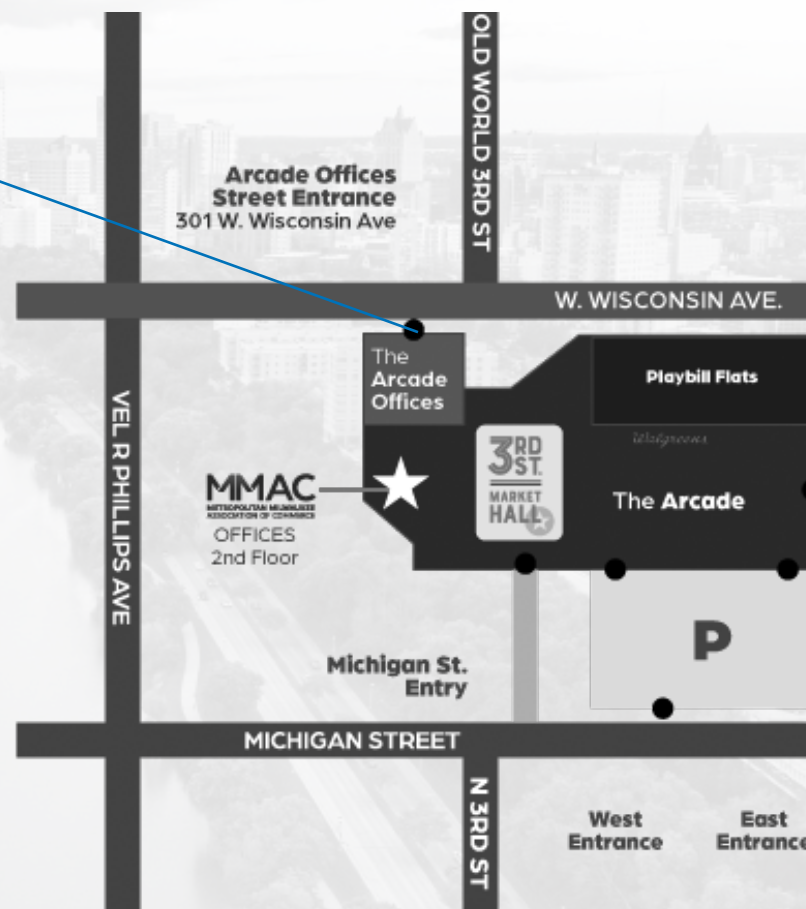 OLD WORLD 3RD ST
Arcade Offices
Street Entrance
301 W. Wisconsin Ave
W. WISCONSIN AVE.
The
Arcade
Offices
Playbill Flats
Walgreens
VEL R PHILLIPS AVE
3RD
ST.
MARKET
HALL
The Arcade
MMAC
METROPOLITAN MILWAUKEE
ASSOCIATION OF COMMERCE
OFFICES
2nd Floor
P
Michigan St.
Entry
MICHIGAN STREET
N 3RD ST
West
Entrance
East
Entrance